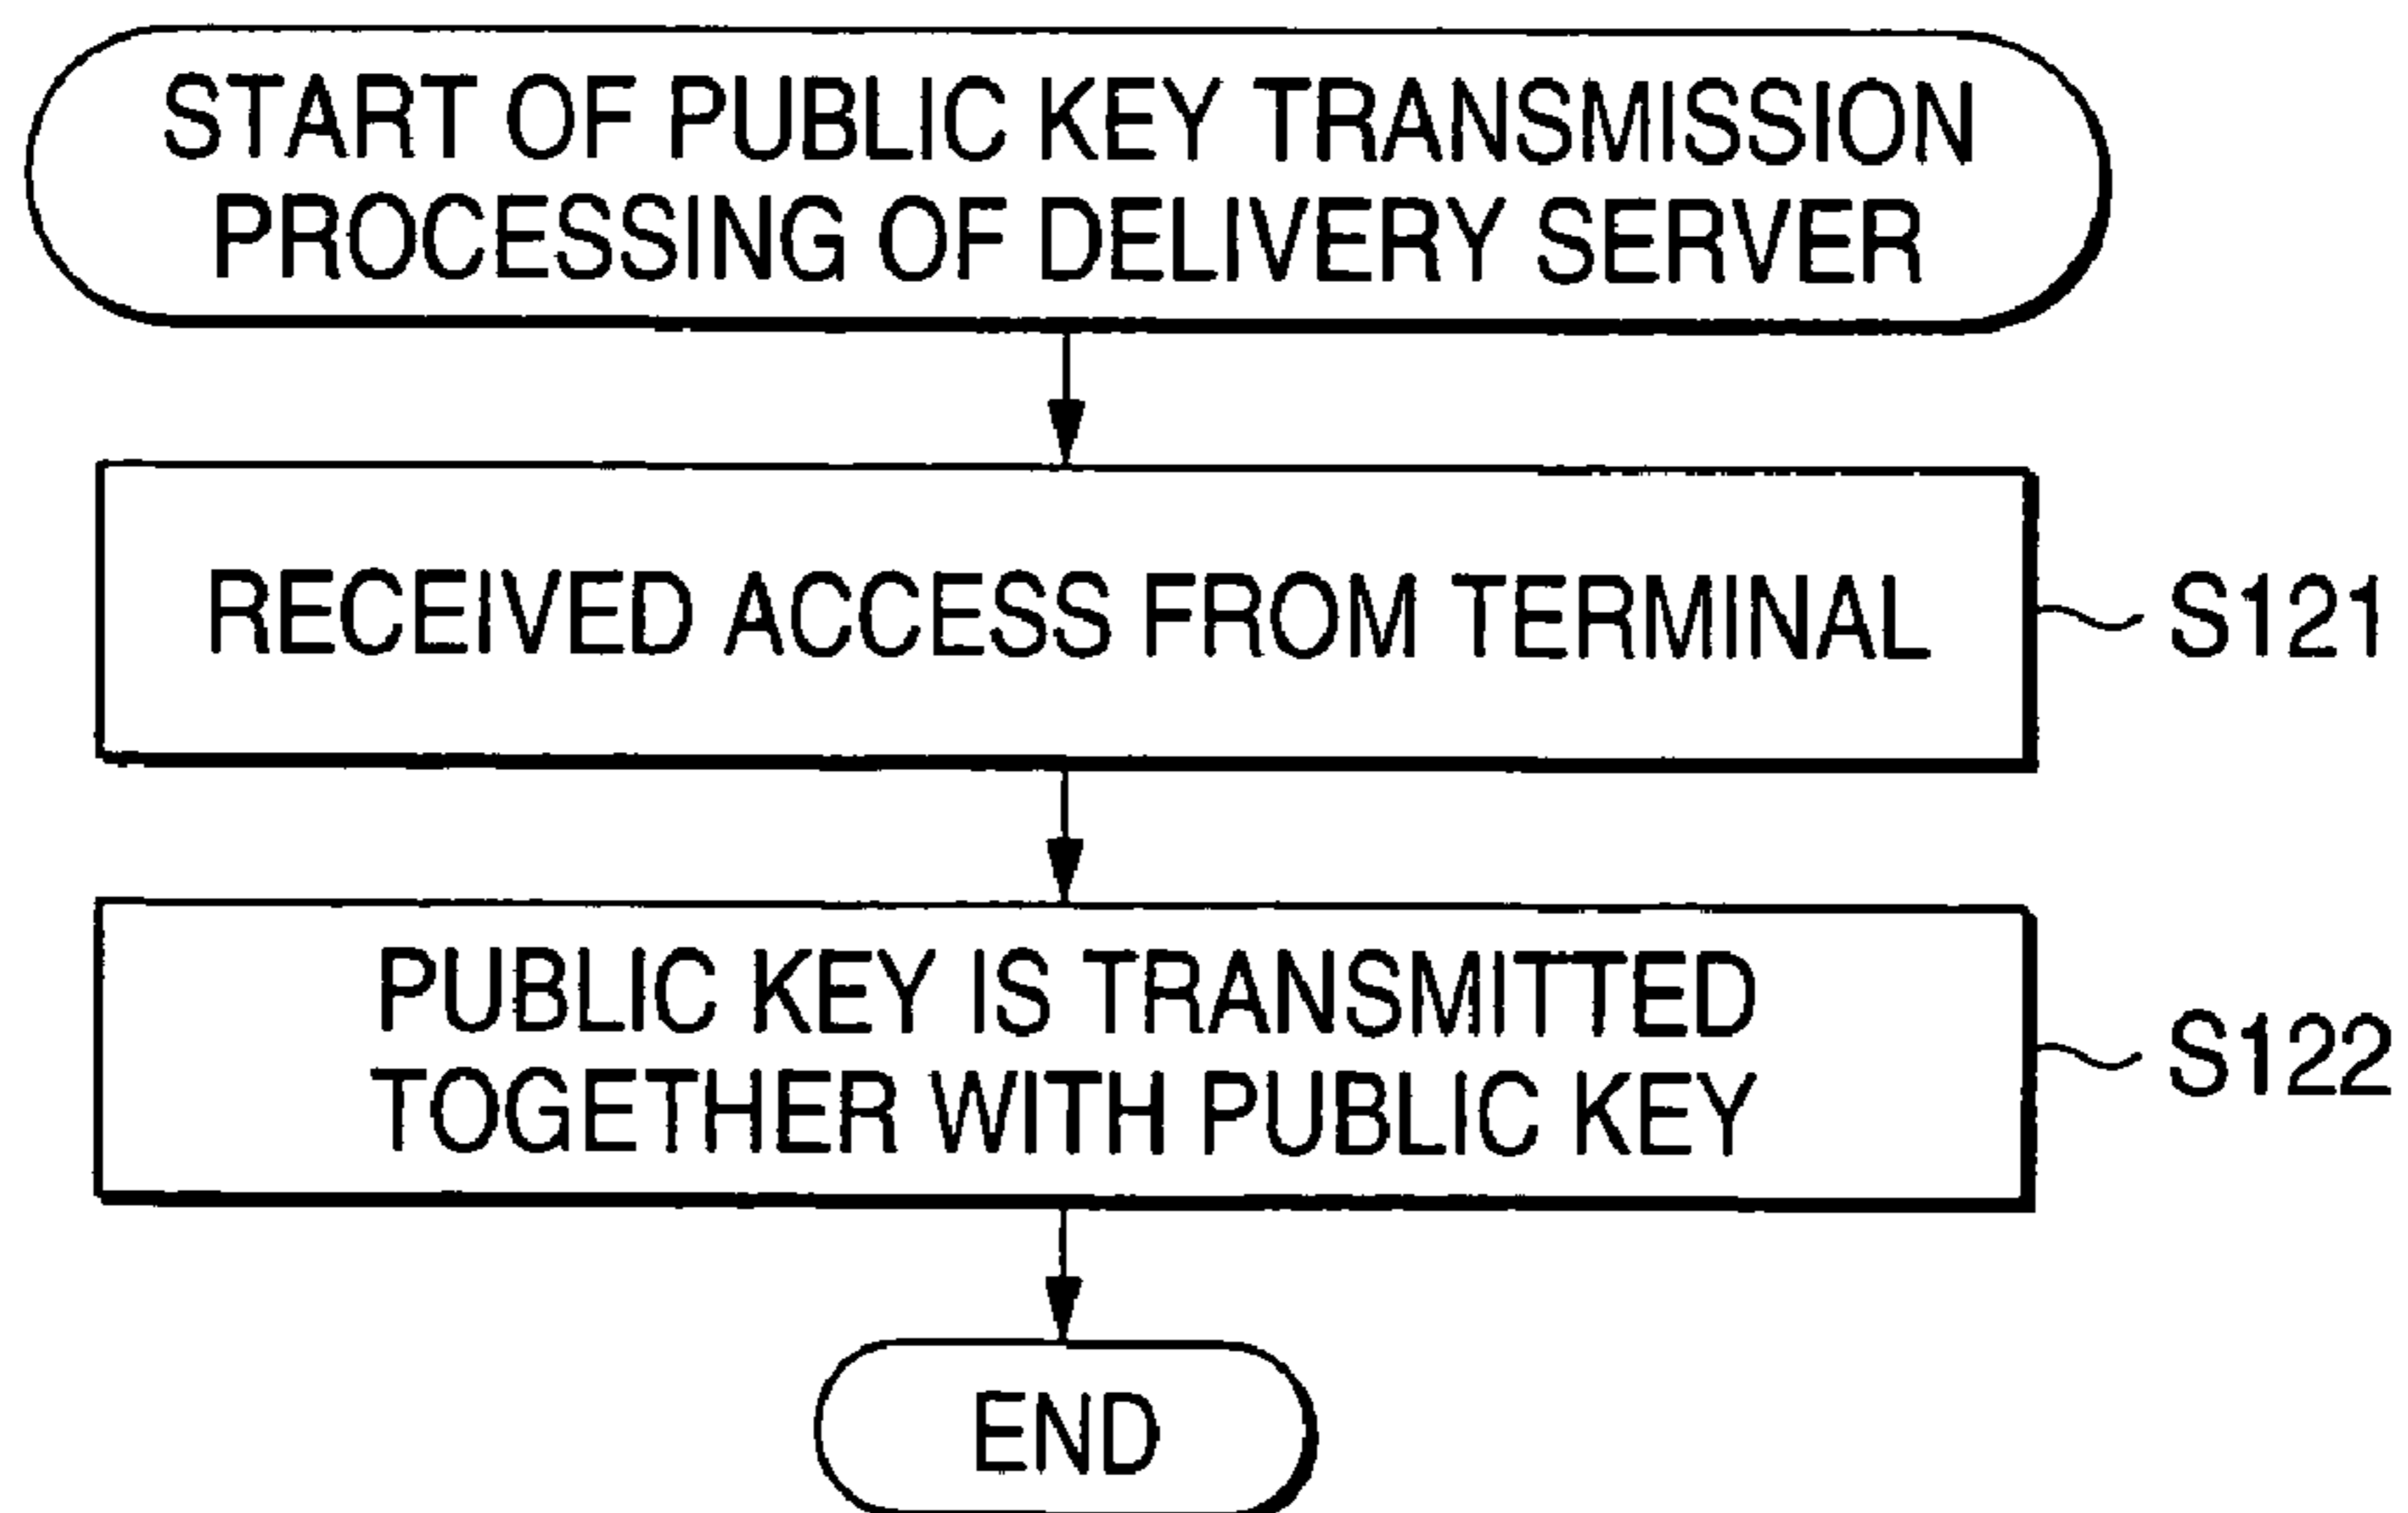 START OF PUBLIC KEY TRANSMISSION
PROCESSING OF DELIVERY SERVER
RECEIVED ACCESS FROM TERMINAL
S121
PUBLIC KEY IS TRANSMITTED
TOGETHER WITH PUBLIC KEY
S122
END